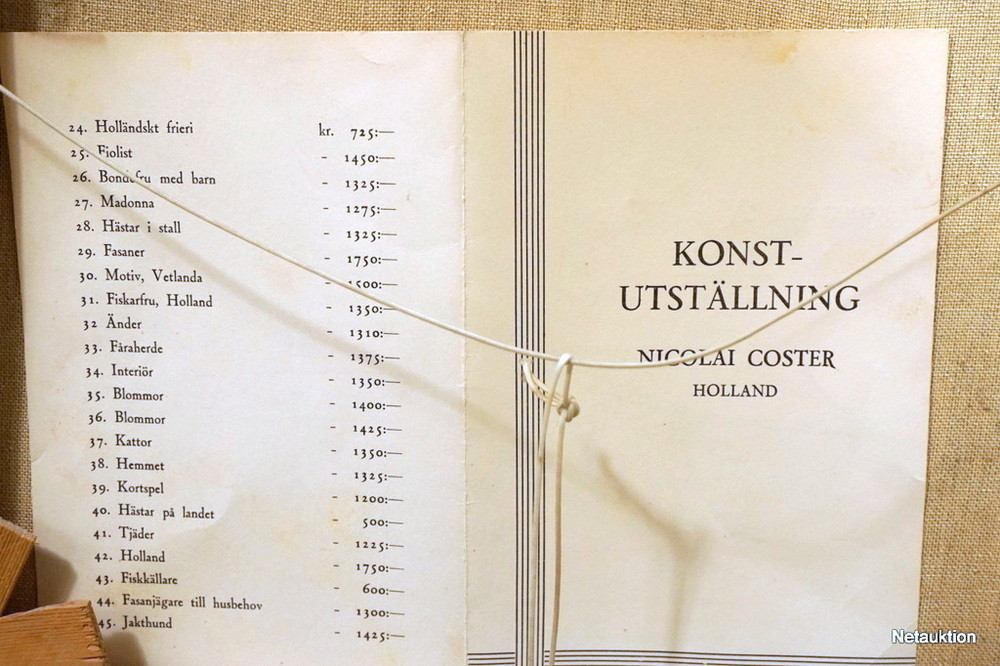 24. Holländskt frieri kr. 725:—
25. Fiolist - 1450:—
26. Bondefru med barn - 1325:—
27. Madonna - 1275:—
28. Hästar i stall - 1325:—
29. Fasaner - 1750:—
30. Motiv, Vetlanda - 1500:—
31. Fiskarfru, Holland - 1350:—
32 Änder - 1310:—
33. Fåraherde - 1375:—
34. Interiör - 1350:—
35. Blommor - 1400:—
36. Blommor - 1425:—
37. Kattor - 1350:—
38. Hemmet - 1325:—
39. Kortspel - 1200:—
40. Hästar på landet - 500:—
41. Tjäder - 1225:—
42. Holland - 1750:—
43. Fiskkällare - 600:—
44. Fasanjägare till husbehov - 1300:—
45. Jakthund - 1425:—
KONST-
UTSTÄLLNING
NICOLAI COSTER
HOLLAND
Netauktion